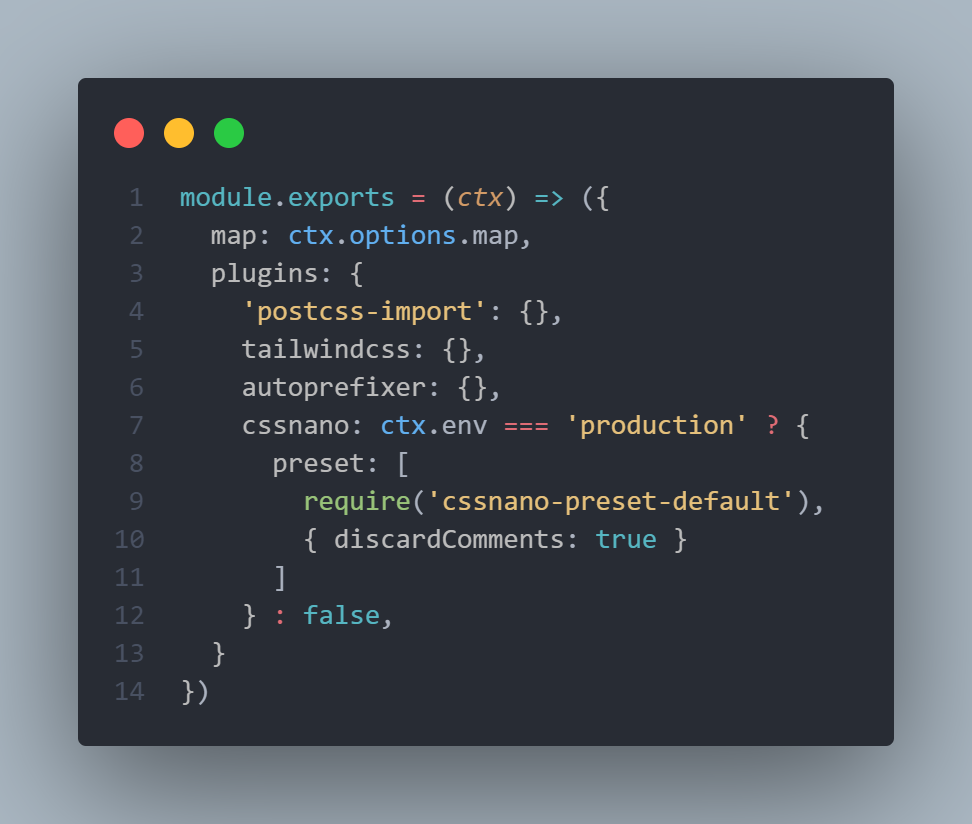 1 module.exports = (ctx) => ({
2   map: ctx.options.map,
3   plugins: {
4     'postcss-import': {},
5     tailwindcss: {},
6     autoprefixer: {},
7     cssnano: ctx.env === 'production' ? {
8       preset: [
9         require('cssnano-preset-default'),
10         { discardComments: true }
11       ]
12     } : false,
13   }
14 })